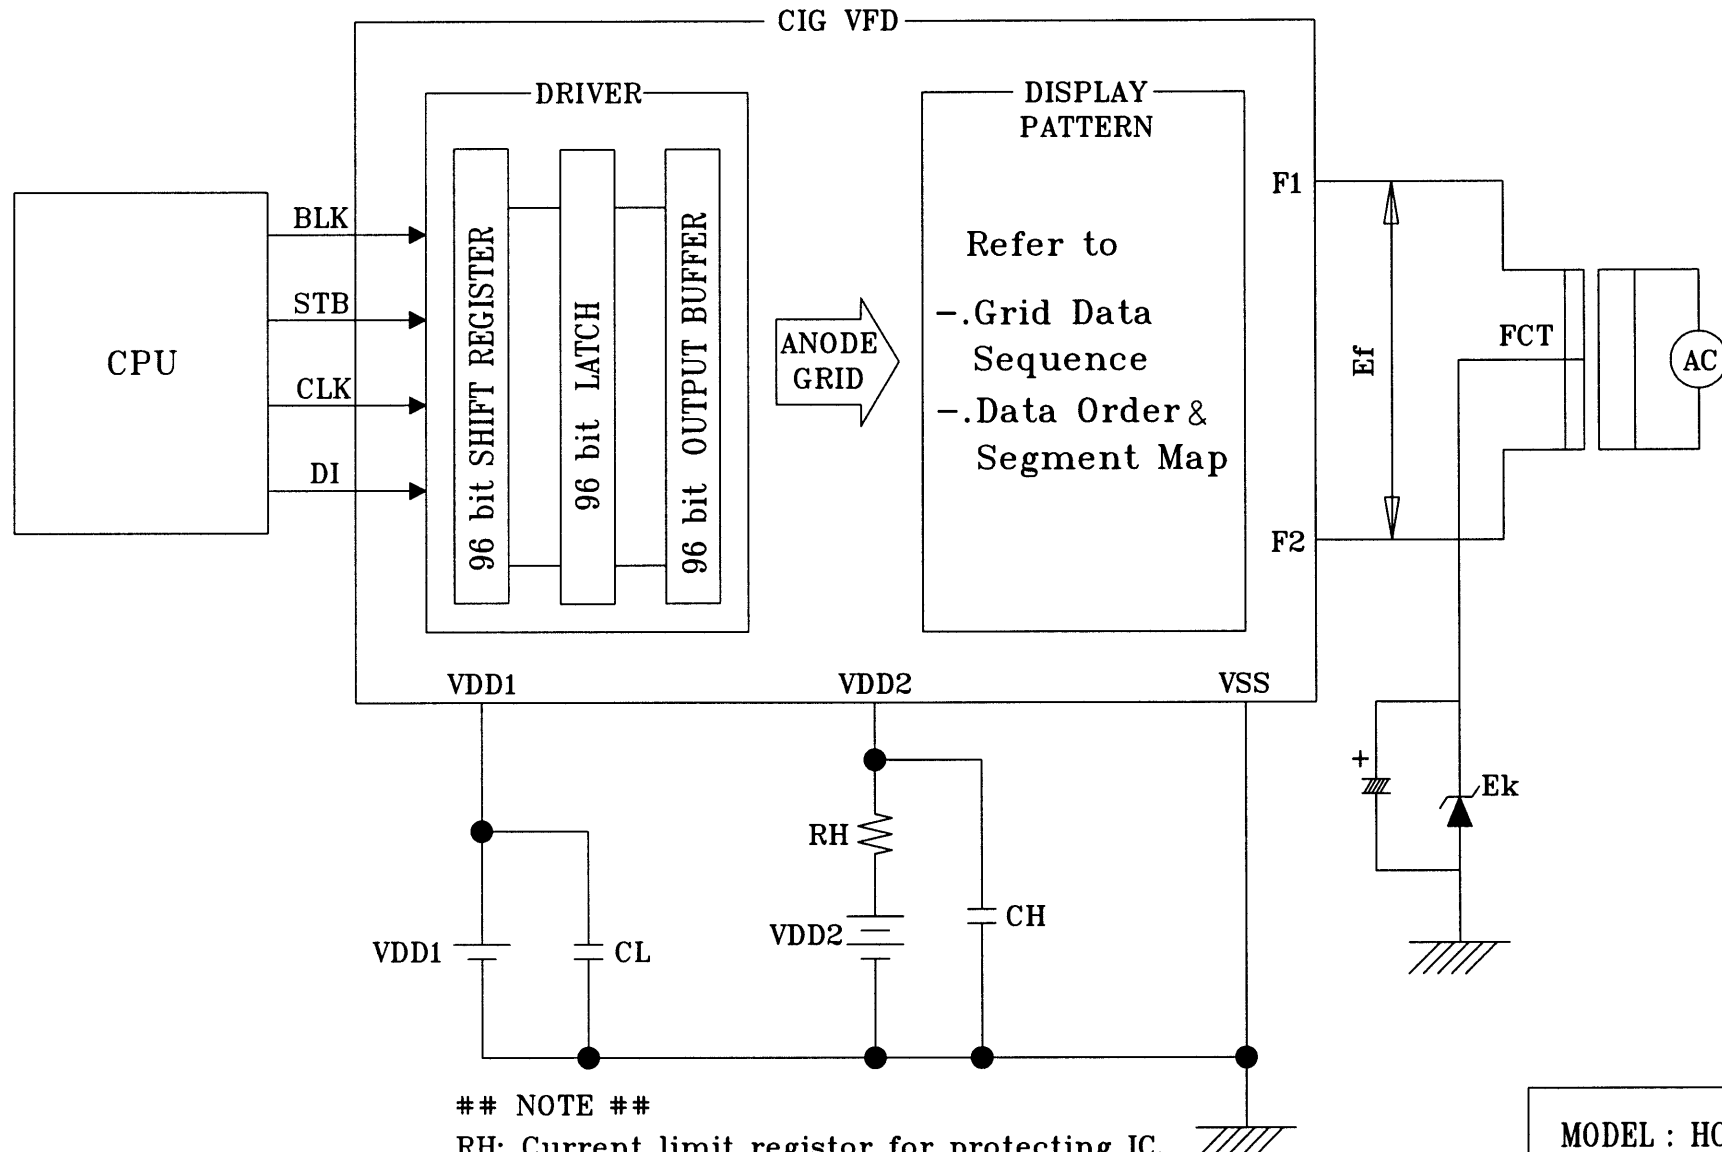 CIG VFD
DRIVER
DISPLAY
PATTERN
CPU
BLK
STB
CLK
DI
96 bit SHIFT REGISTER
96 bit LATCH
96 bit OUTPUT BUFFER
ANODE
GRID
Refer to
-.Grid Data
Sequence
-.Data Order &
Segment Map
F1
F2
Ef
FCT
AC
VDD1
VDD2
VSS
+
Ek
RH
VDD1
CL
VDD2
CH
## NOTE ##
RH: Current limit registor for protecting IC.
MODEL : HC